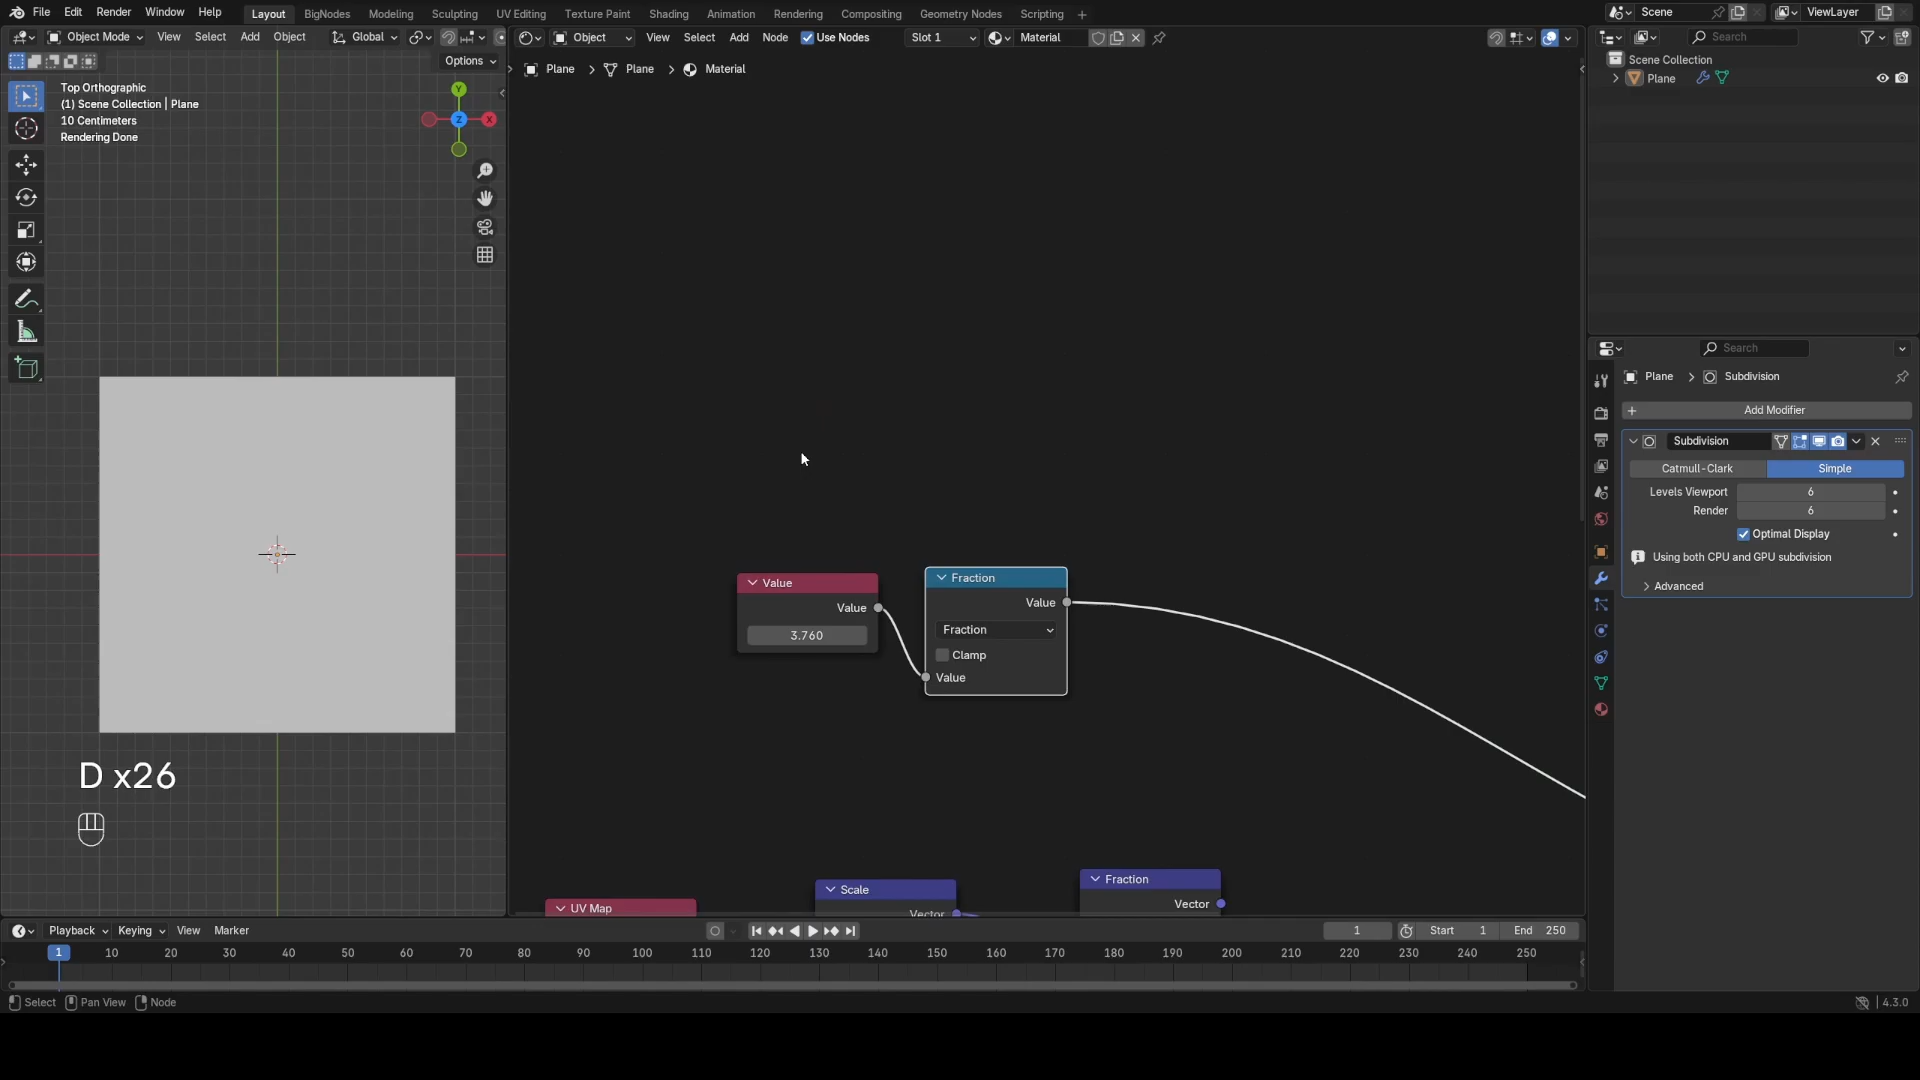 File Edit Render Window Help Layout BigNodes Modeling Sculpting UV Editing Texture Paint Shading Animation Rendering Compositing Geometry Nodes Scripting + Scene ViewLayer
Object Mode View Select Add Object Global Object View Select Add Node Use Nodes Slot 1 Material Search
Options
Plane > Plane > Material
Scene Collection
Plane
Top Orthographic
(1) Scene Collection | Plane
10 Centimeters
Rendering Done
Y
Z X
Search
Plane > Subdivision
+ Add Modifier
Subdivision
Catmull-Clark Simple
Levels Viewport 6
Render 6
Optimal Display
Using both CPU and GPU subdivision
Advanced
Value
Value
3.760
Fraction
Value
Fraction
Clamp
Value
D x26
Scale
Vector
Fraction
Vector
UV Map
Playback Keying View Marker 1 Start 1 End 250
1 10 20 30 40 50 60 70 80 90 100 110 120 130 140 150 160 170 180 190 200 210 220 230 240 250
Select Pan View Node 4.3.0